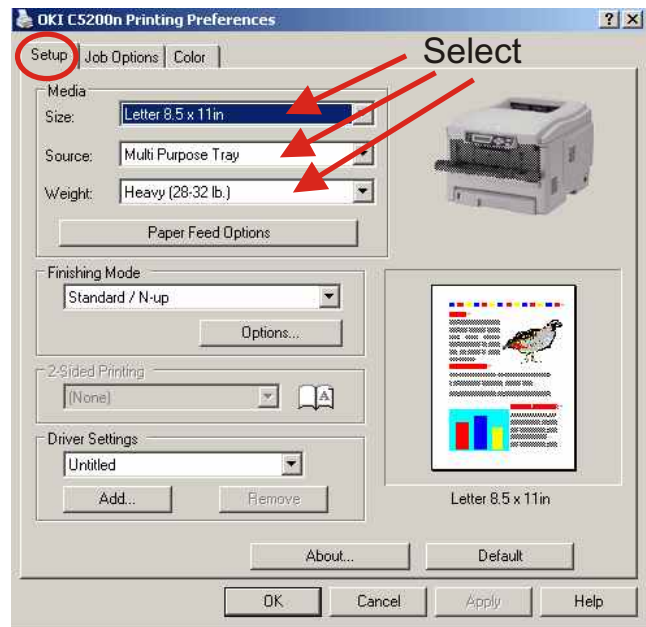 OKI C5200n Printing Preferences
Setup Job Options Color
Select
Media
Size: Letter 8.5 x 11in
Source: Multi Purpose Tray
Weight: Heavy (28-32 lb.)
Paper Feed Options
Finishing Mode
Standard / N-up
Options...
2-Sided Printing
(None)
A
Driver Settings
Untitled
Add... Remove
Letter 8.5 x 11in
About... Default
OK Cancel Apply Help